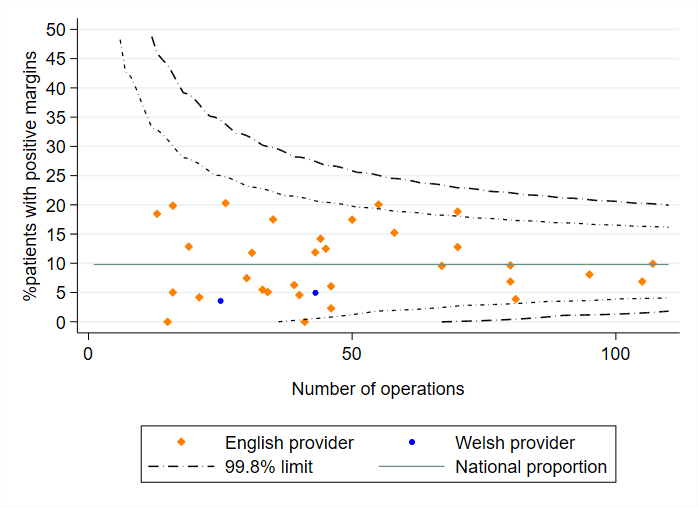 %patients with positive margins
50
45
40
35
30
25
20
15
10
5
0
0 50 100
Number of operations
English provider Welsh provider
99.8% limit National proportion